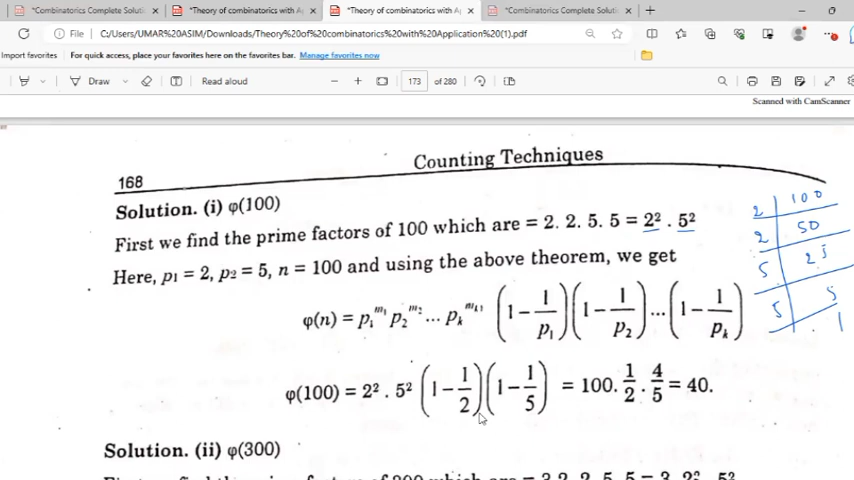 *Combinatorics Complete Soluti
*Theory of combinatorics with A
*Theory of combinatorics with Ap
*Combinatorics Complete Soluti
File C:/Users/UMAR%20ASIM/Downloads/Theory%20of%20combinatorics%20with%20Application%20(1).pdf
Import favorites For quick access, place your favorites here on the favorites bar. Manage favorites now
Draw Read aloud 173 of 280
Scanned with CamScanner
168 Counting Techniques
Solution. (i) φ(100)
First we find the prime factors of 100 which are = 2. 2. 5. 5 = 2² . 5²
Here, p₁ = 2, p₂ = 5, n = 100 and using the above theorem, we get
φ(n) = p₁^m₁ p₂^m₂ ... p_k^m_k (1 − 1/p₁)(1 − 1/p₂)...(1 − 1/p_k)
φ(100) = 2² . 5² (1 − 1/2)(1 − 1/5) = 100. 1/2 . 4/5 = 40.
Solution. (ii) φ(300)
2 100
2 50
5 25
5 5
1